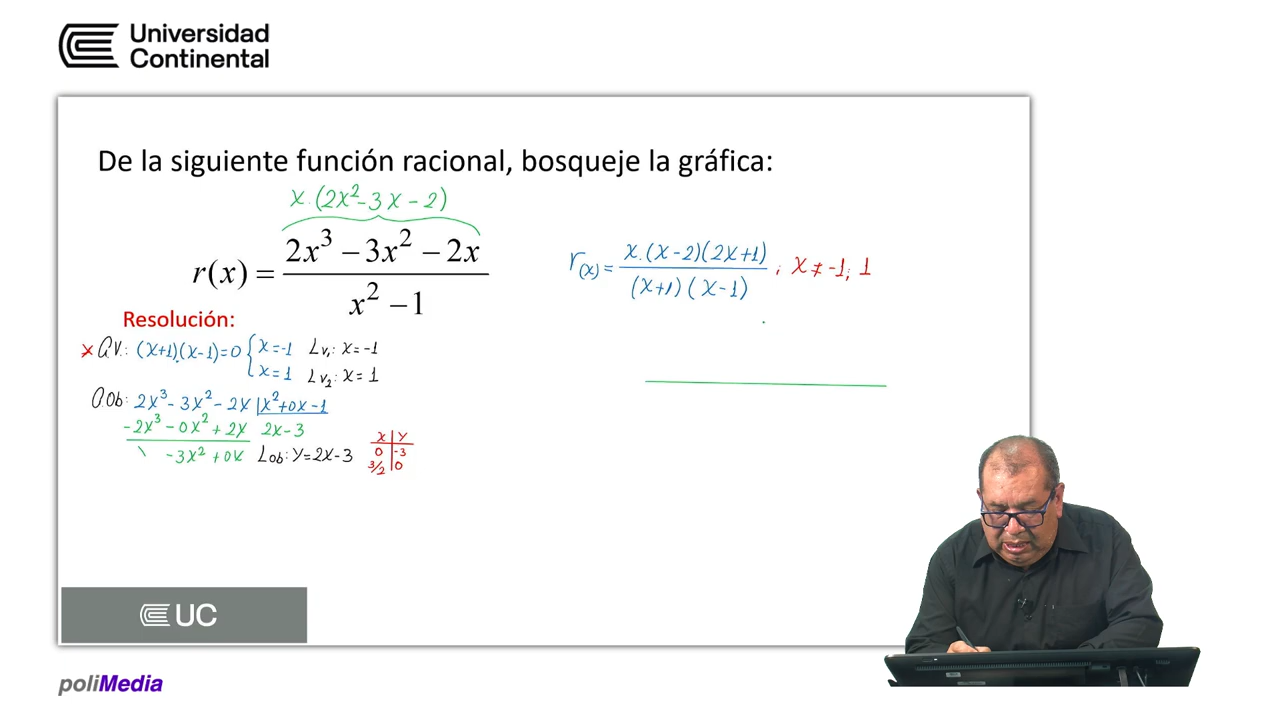 Universidad
Continental
De la siguiente función racional, bosqueje la gráfica:
x.(2x²-3x-2)
r(x) = (2x³ − 3x² − 2x) / (x² − 1)
r(x) = x.(x-2)(2x+1) / (x+1)(x-1) ; x ≠ -1; 1
Resolución:
× a.v.: (x+1)(x-1)=0 { x=-1 Lv₁: x=-1
x=1 Lv₂: x=1
a.ob: 2x³-3x²-2x | x²+0x-1
-2x³-0x²+2x 2x-3
\ -3x²+0x Lob: y=2x-3
x | y
0 | -3
3/2 | 0
UC
poliMedia